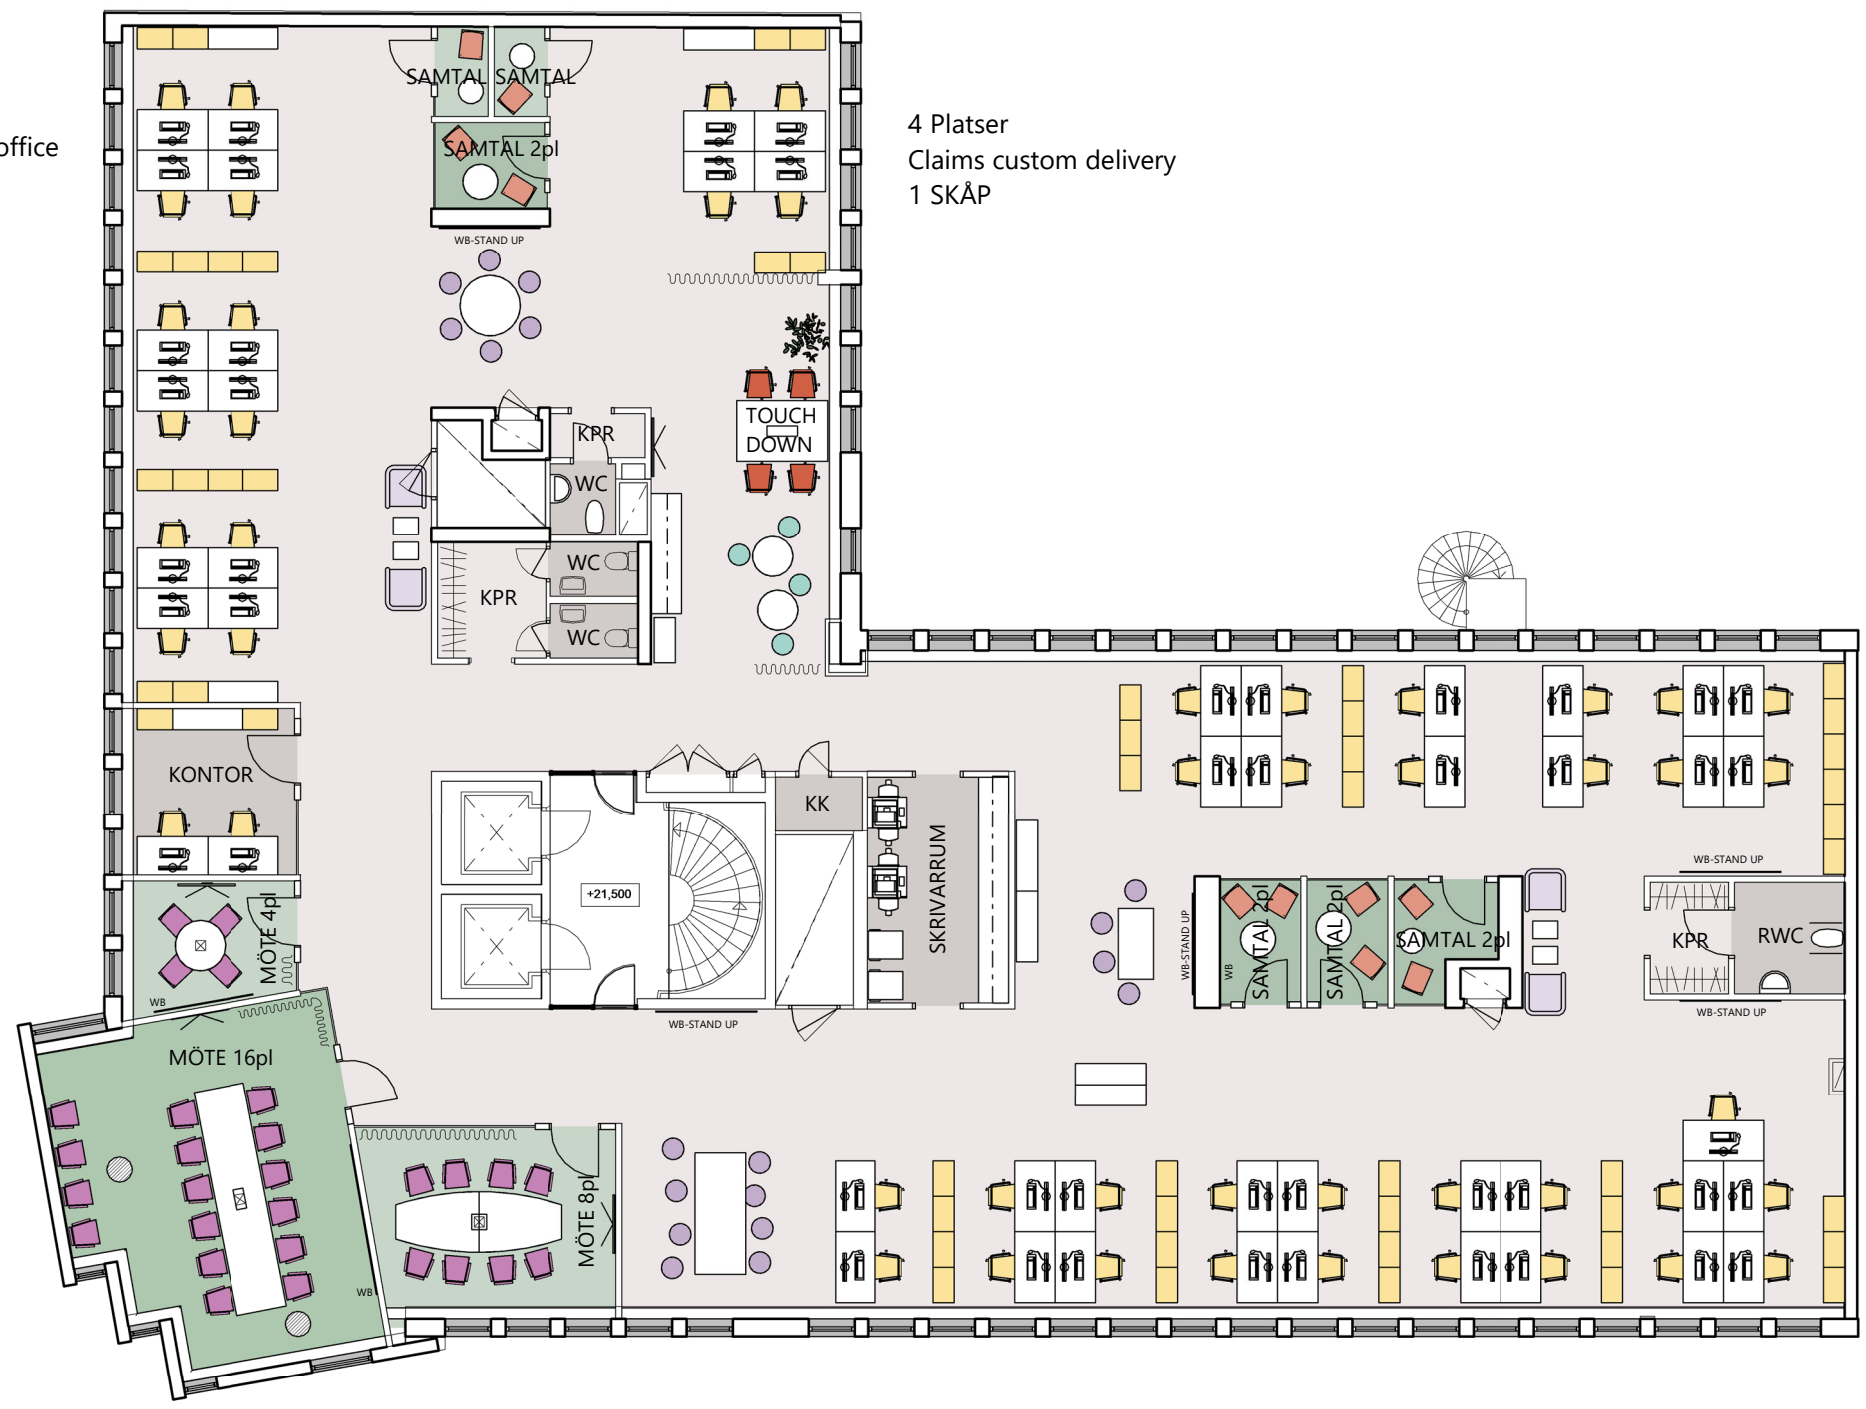 office
4 Platser
Claims custom delivery
1 SKÅP
SAMTAL
SAMTAL
SAMTAL 2pl
WB-STAND UP
TOUCH
DOWN
KPR
WC
WC
KPR
WC
KONTOR
KK
+21,500
SKRIVARRUM
WB-STAND UP
MÖTE 4pl
WB
WB-STAND UP
WB
SAMTAL 2pl
SAMTAL 2pl
SAMTAL 2pl
WB-STAND UP
KPR
RWC
WB-STAND UP
MÖTE 16pl
MÖTE 8pl
WB